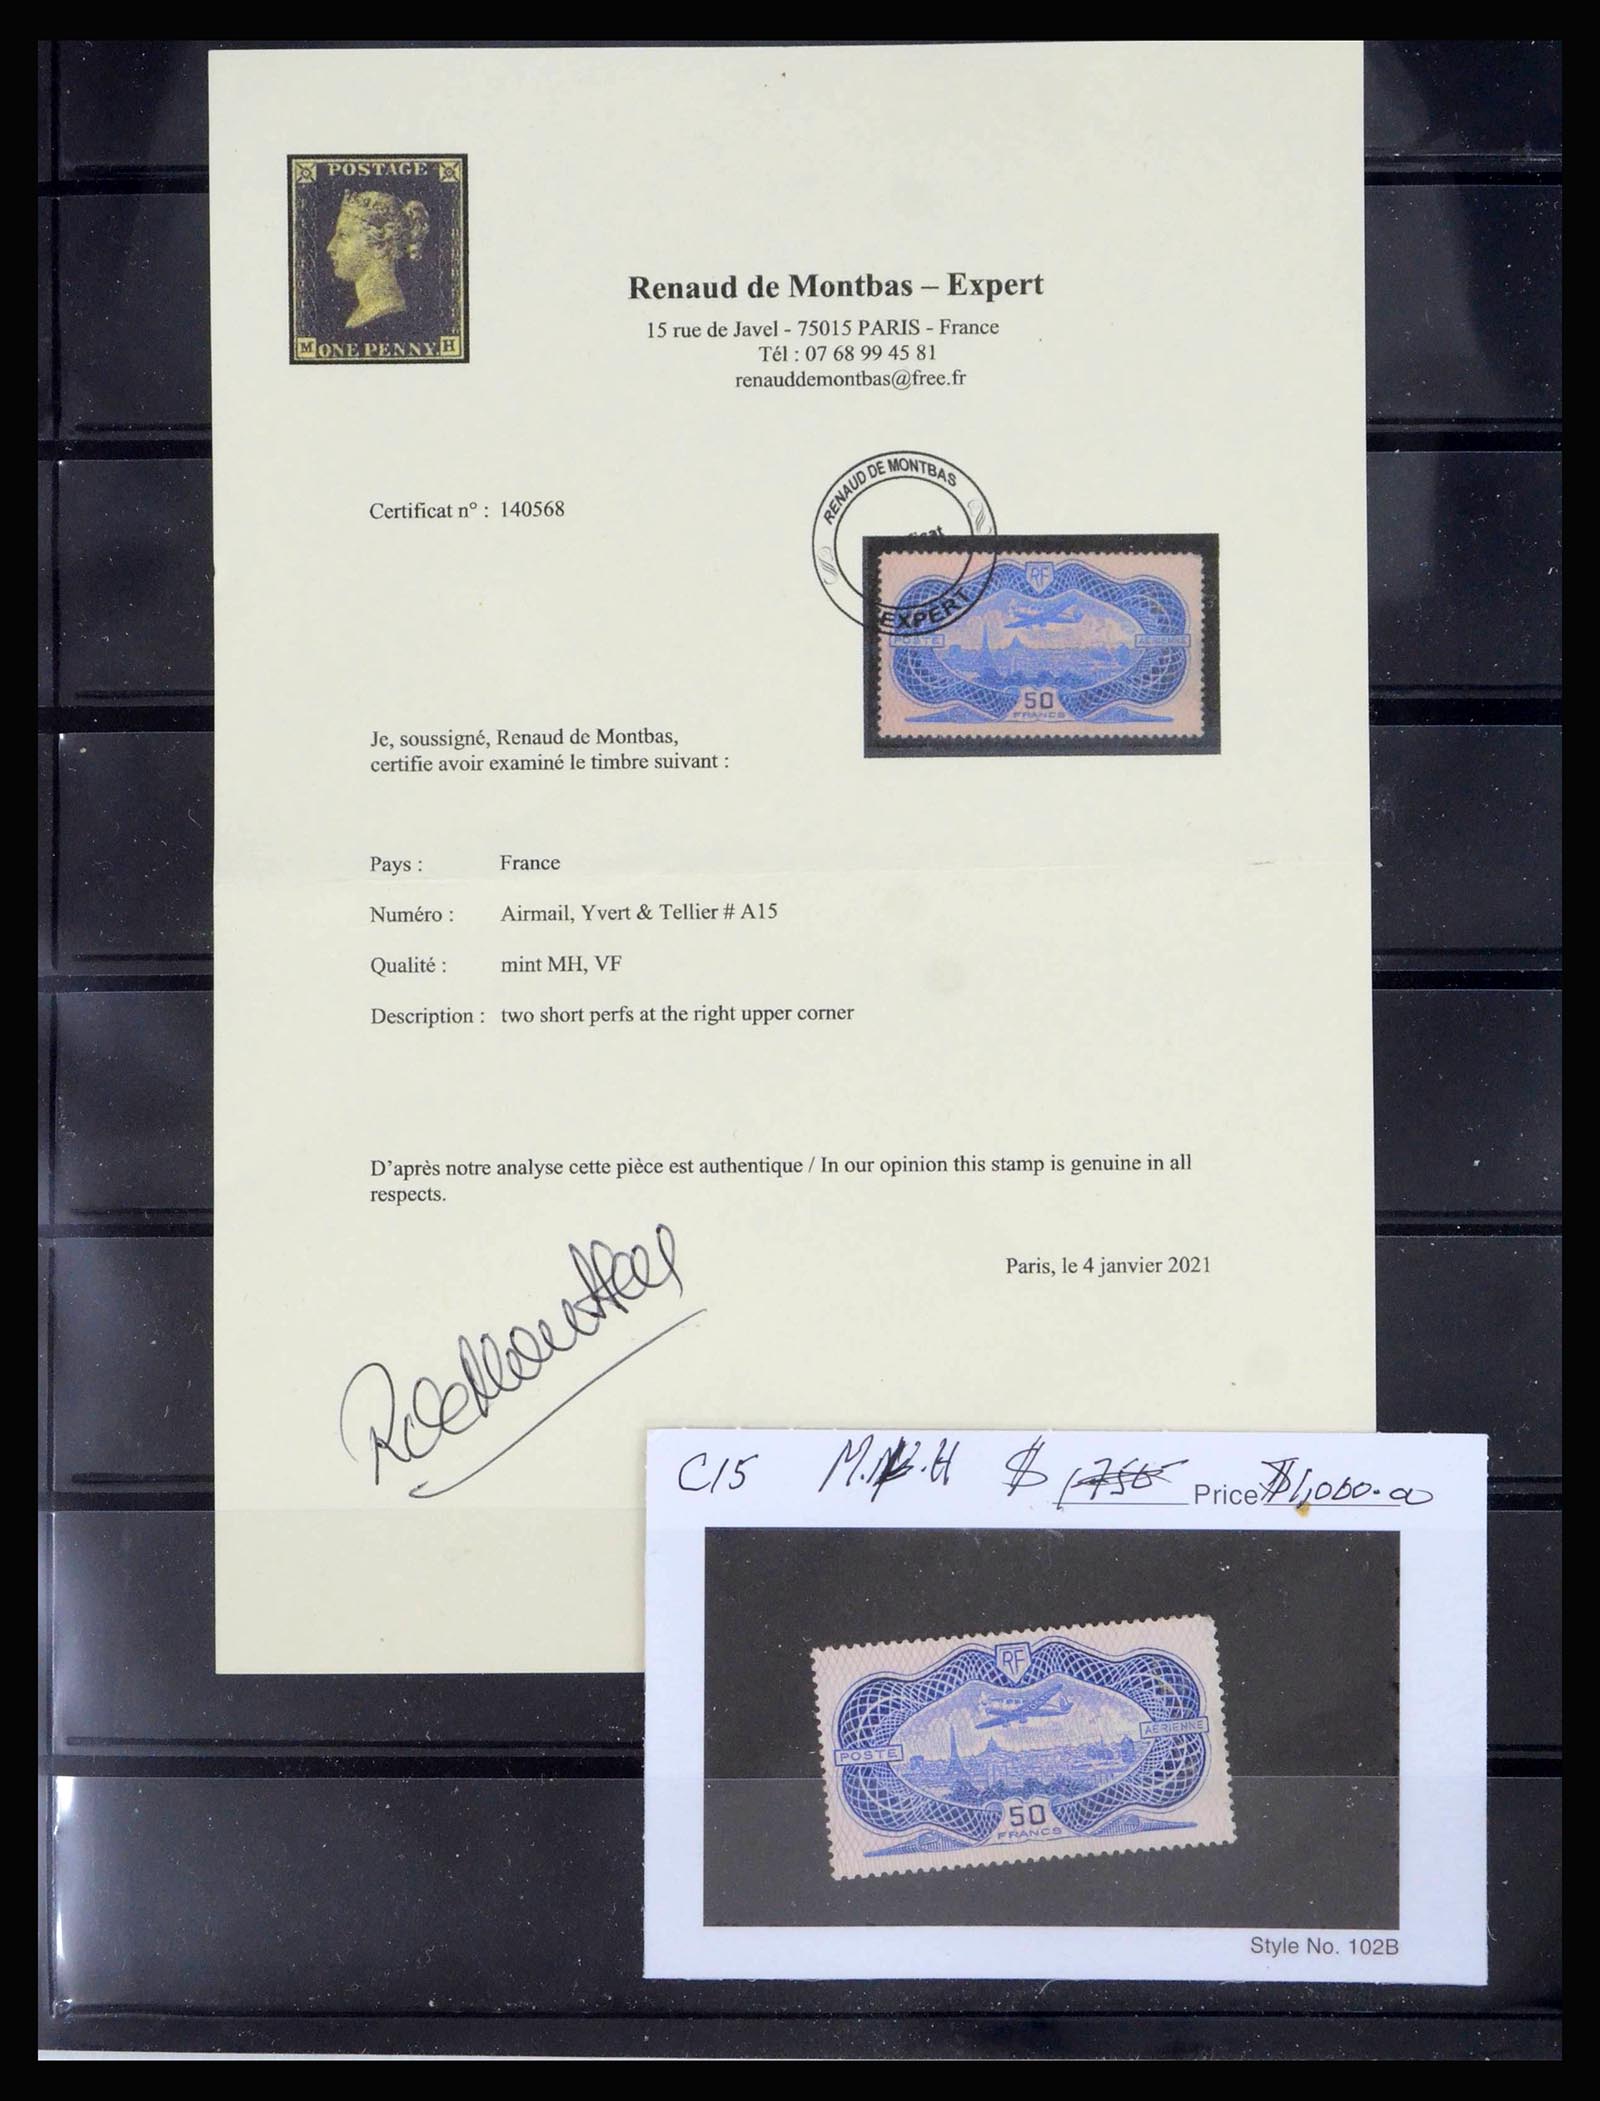 POSTAGE
M ONE PENNY. H
Renaud de Montbas – Expert
15 rue de Javel - 75015 PARIS - France
Tél : 07 68 99 45 81
renauddemontbas@free.fr
RENAUD DE MONTBAS
EXPERT
Certificat n° : 140568
RF
POSTE AÉRIENNE
50
FRANCS
Je, soussigné, Renaud de Montbas,
certifie avoir examiné le timbre suivant :
Pays : France
Numéro : Airmail, Yvert & Tellier # A15
Qualité : mint MH, VF
Description : two short perfs at the right upper corner
D'après notre analyse cette pièce est authentique / In our opinion this stamp is genuine in all
respects.
Paris, le 4 janvier 2021
C15 $ Price $1,000.00
RF
AÉRIENNE
POSTE
50
FRANCS
Style No. 102B